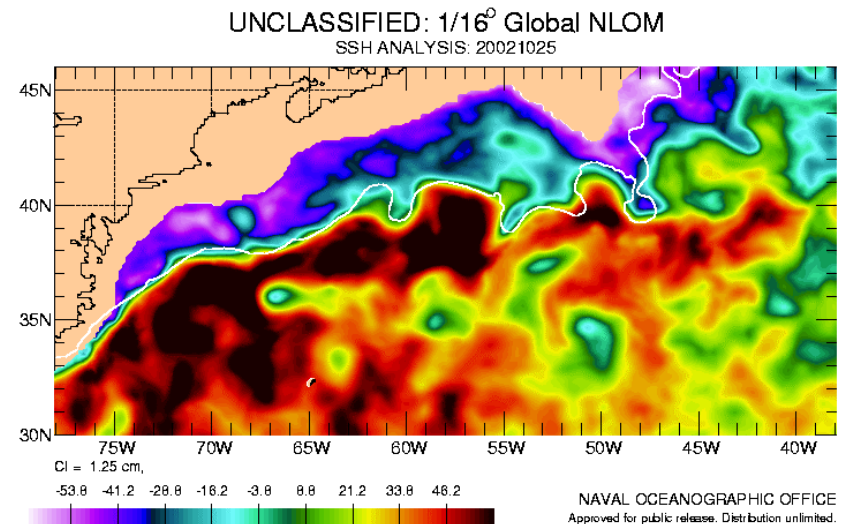 UNCLASSIFIED: 1/16° Global NLOM
SSH ANALYSIS: 20021025
45N
40N
35N
30N
75W 70W 65W 60W 55W 50W 45W 40W
CI = 1.25 cm,
-53.8 -41.2 -28.8 -16.2 -3.8 8.8 21.2 33.8 46.2
NAVAL OCEANOGRAPHIC OFFICE
Approved for public release. Distribution unlimited.